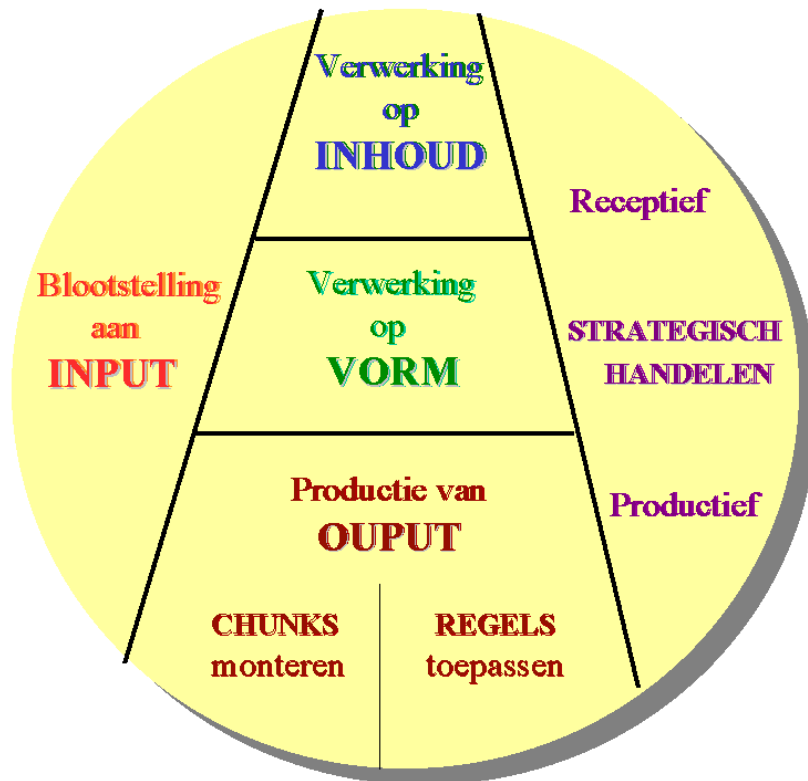 Verwerking
op
INHOUD
Receptief
Blootstelling
aan
INPUT
Verwerking
op
VORM
STRATEGISCH
HANDELEN
Productie van
OUPUT
Productief
CHUNKS
monteren
REGELS
toepassen